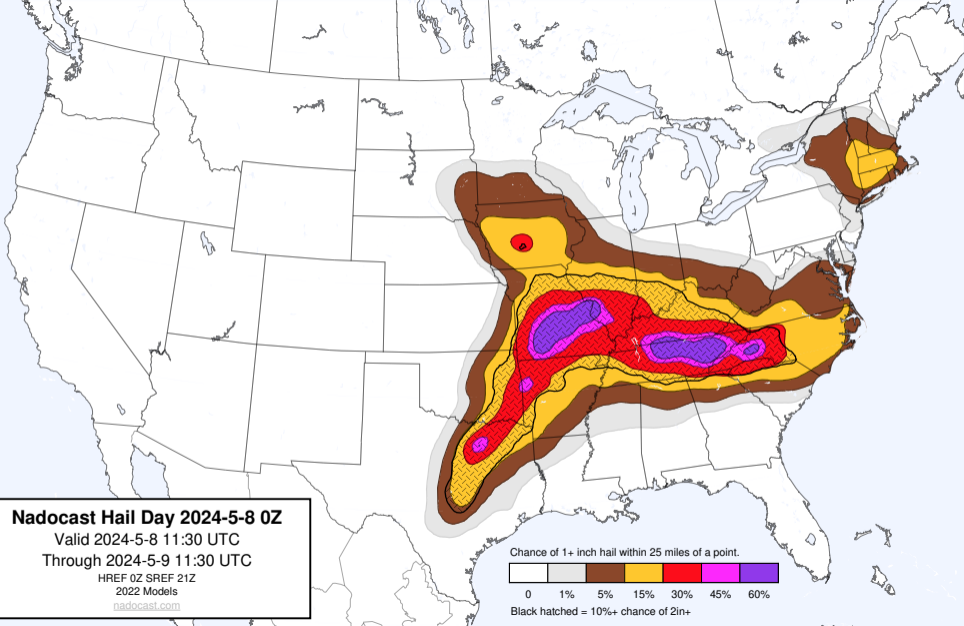 Nadocast Hail Day 2024-5-8 0Z
Valid 2024-5-8 11:30 UTC
Through 2024-5-9 11:30 UTC
HREF 0Z SREF 21Z
2022 Models
nadocast.com
Chance of 1+ inch hail within 25 miles of a point.
0 1% 5% 15% 30% 45% 60%
Black hatched = 10%+ chance of 2in+